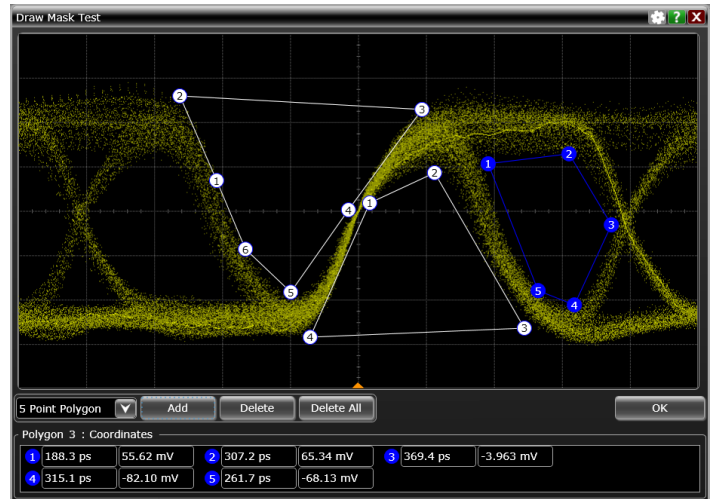 Draw Mask Test ? X
2 3
1 2 1 2
4 1 3
6
5 5 4
4 3
5 Point Polygon Add Delete Delete All OK
Polygon 3 : Coordinates
1 188.3 ps 55.62 mV 2 307.2 ps 65.34 mV 3 369.4 ps -3.963 mV
4 315.1 ps -82.10 mV 5 261.7 ps -68.13 mV